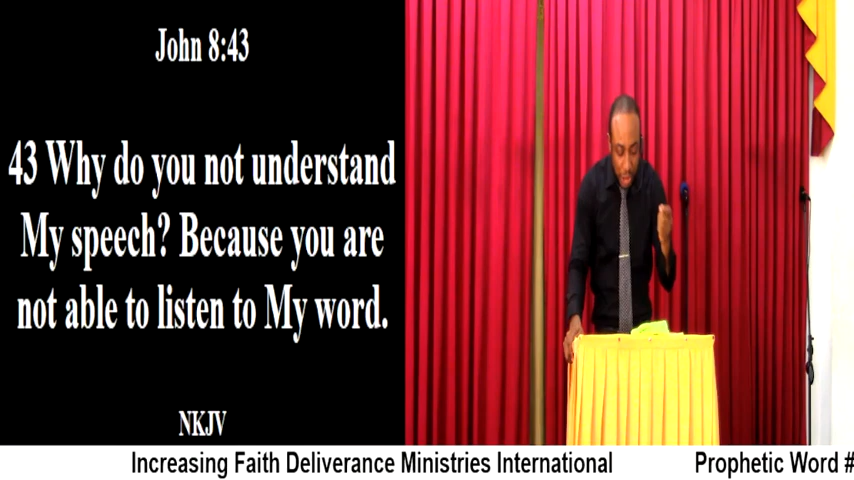 John 8:43
43 Why do you not understand
My speech? Because you are
not able to listen to My word.
NKJV
Increasing Faith Deliverance Ministries International Prophetic Word #